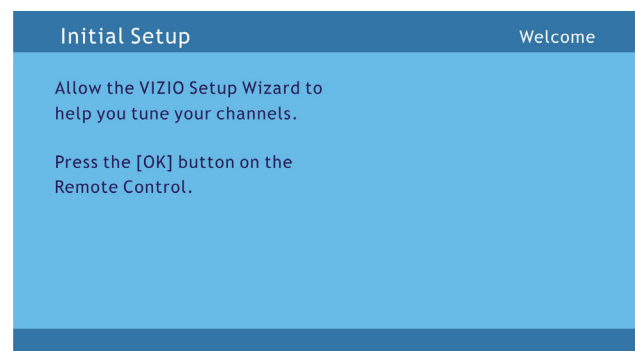 Initial Setup
Welcome
Allow the VIZIO Setup Wizard to
help you tune your channels.
Press the [OK] button on the
Remote Control.